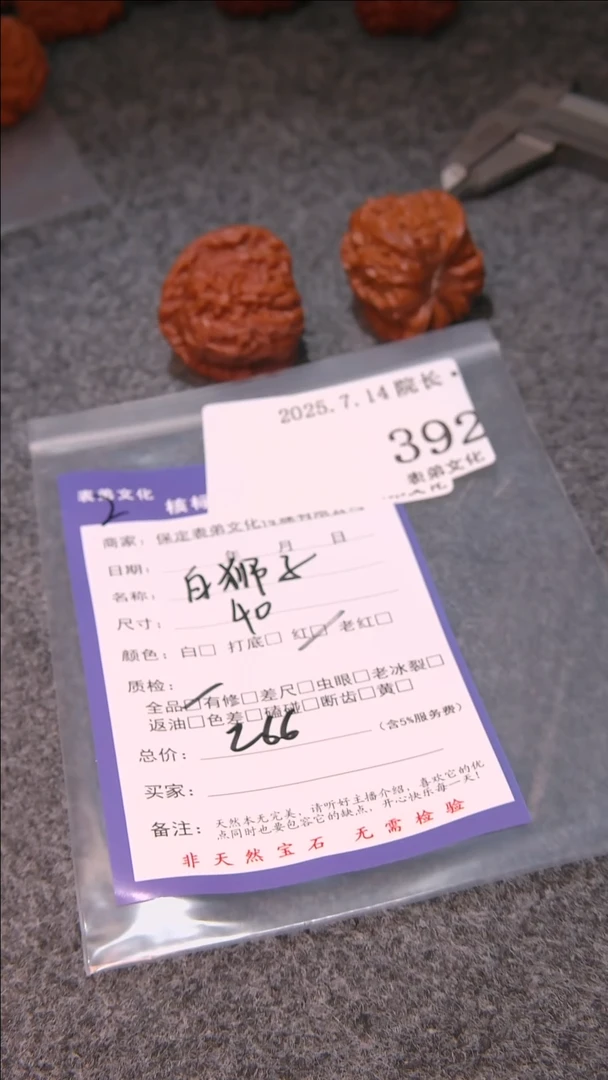 2025.7.14 院长·
392
表弟文化
表弟文化
2
商家：保定表弟文化
日期： 年 月 日
名称：白狮子
尺寸：40
颜色：白□ 打底□ 红□ 老红□
质检：
全品□有修□差尺□虫眼□老冰裂□
返油□色差□磕碰□断齿□黄□
总价：266（含5%服务费）
买家：
备注：天然本无完美，请听好主播介绍，喜欢它的优
点同时也要包容它的缺点，开心快乐每一天！
非天然宝石 无需检验